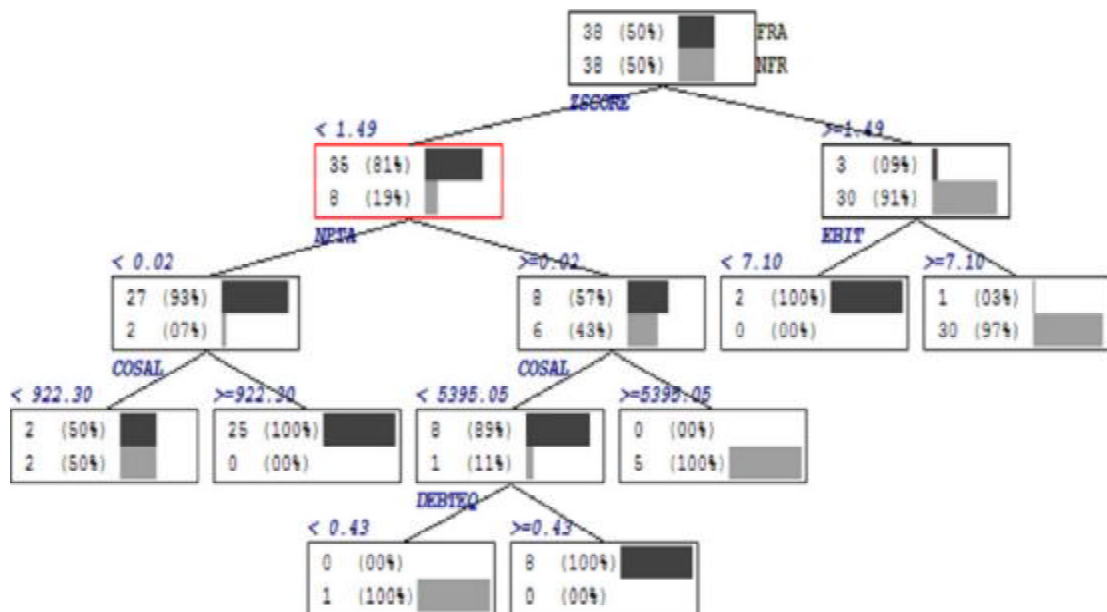 38 (50%) FRA
38 (50%) NFR
ZSCORE
< 1.49 >=1.49
35 (81%) 3 (09%)
8 (19%) 30 (91%)
NPTA EBIT
< 0.02 >=0.02 < 7.10 >=7.10
27 (93%) 8 (57%) 2 (100%) 1 (03%)
2 (07%) 6 (43%) 0 (00%) 30 (97%)
COSAL COSAL
< 922.30 >=922.30 < 5395.05 >=5395.05
2 (50%) 25 (100%) 8 (89%) 0 (00%)
2 (50%) 0 (00%) 1 (11%) 5 (100%)
DEBTEQ
< 0.43 >=0.43
0 (00%) 8 (100%)
1 (100%) 0 (00%)